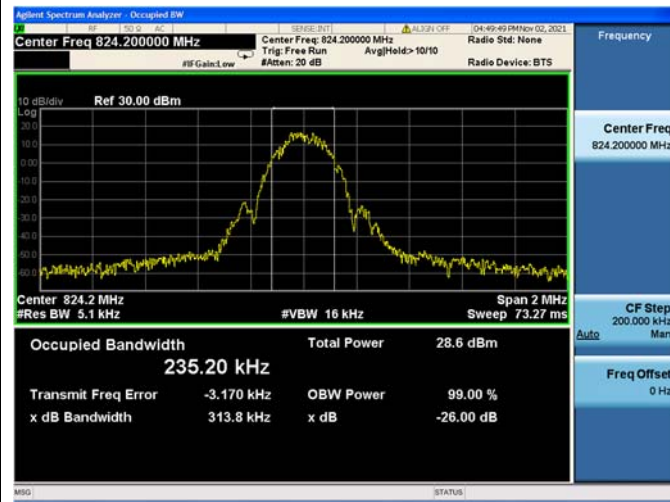 Agilent Spectrum Analyzer - Occupied BW
RF 50 Ω AC SENSE:INT ALIGN OFF 04:49:49 PM Nov 02, 2021
Center Freq 824.200000 MHz
Center Freq: 824.200000 MHz Radio Std: None
Trig: Free Run Avg|Hold:>10/10
#IFGain:Low #Atten: 20 dB Radio Device: BTS
10 dB/div Ref 30.00 dBm
Log
20.0
10.0
0.00
-10.0
-20.0
-30.0
-40.0
-50.0
-60.0
Center 824.2 MHz Span 2 MHz
#Res BW 5.1 kHz #VBW 16 kHz Sweep 73.27 ms
Occupied Bandwidth Total Power 28.6 dBm
235.20 kHz
Transmit Freq Error -3.170 kHz OBW Power 99.00 %
x dB Bandwidth 313.8 kHz x dB -26.00 dB
MSG STATUS
Frequency
Center Freq
824.200000 MHz
CF Step
200.000 kHz
Auto Man
Freq Offset
0 Hz